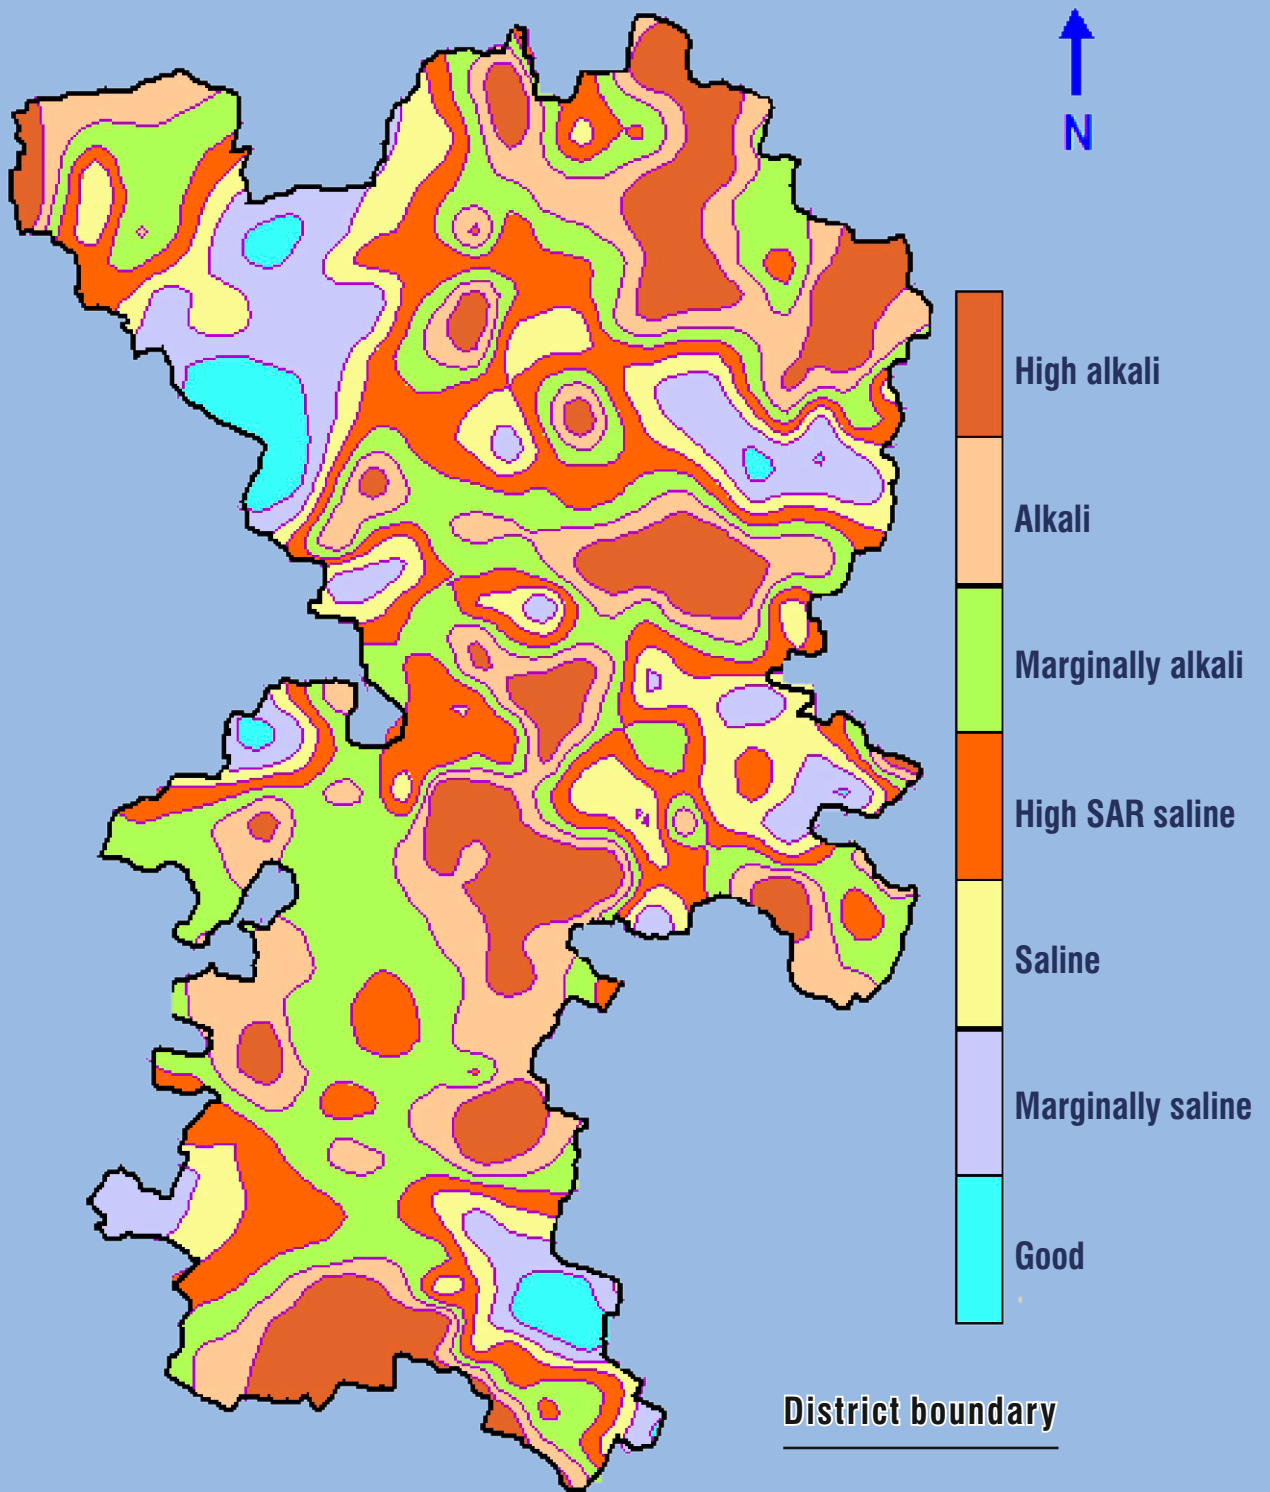 N
High alkali
Alkali
Marginally alkali
High SAR saline
Saline
Marginally saline
Good
District boundary